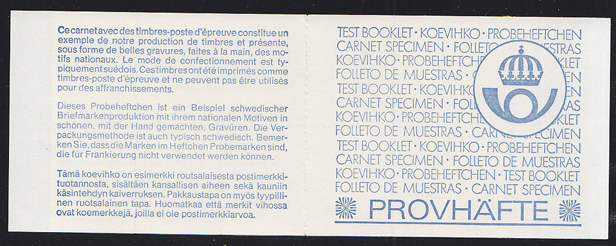 Ce carnet avec des timbres-poste d'épreuve constitue un
exemple de notre production de timbres et présente,
sous forme de belles gravures, faites à la main, des mo-
tifs nationaux. Le mode de confectionnement est ty-
piquement suédois. Ces timbres ont été imprimés comme
timbres-poste d'épreuve et ne peuvent pas être utilisés
pour des affranchissements.
Dieses Probeheftchen ist ein Beispiel schwedischer
Briefmarkenproduktion mit ihrem nationalen Motiven in
schönen, mit der Hand gemachten, Gravüren. Die Ver-
packungsmethode ist auch typisch schwedisch. Bemer-
ken Sie, dass die Marken im Heftchen Probemarken sind,
die für Frankierung nicht verwendet werden können.
Tämä koevihko on esimerkki ruotsalaisesta postimerkki-
tuotannosta, sisältäen kansallisen aiheen sekä kauniin
käsintehdyn kaiverruksen. Pakkaustapa on myös tyypilli-
nen ruotsalainen tapa. Huomatkaa että merkit vihossa
ovat koemerkkejä, joilla ei ole postimerkkiarvoa.
TEST BOOKLET · KOEVIHKO · PROBEHEFTCHEN
CARNET SPECIMEN · FOLLETO DE MUESTRAS
KOEVIHKO · PROBEHEFTCHEN
FOLLETO DE MUESTRAS · CARNET
TEST BOOKLET · KOEVIHKO
CARNET SPECIMEN · FOLLETO
KOEVIHKO · PROBEHEFTCHEN
FOLLETO DE MUESTRAS · CARNET SPECIMEN
TEST BOOKLET · KOEVIHKO · PROBEHEFTCHEN
CARNET SPECIMEN · FOLLETO DE MUESTRAS
KOEVIHKO · PROBEHEFTCHEN · TEST BOOKLET
FOLLETO DE MUESTRAS · CARNET SPECIMEN
PROVHÄFTE